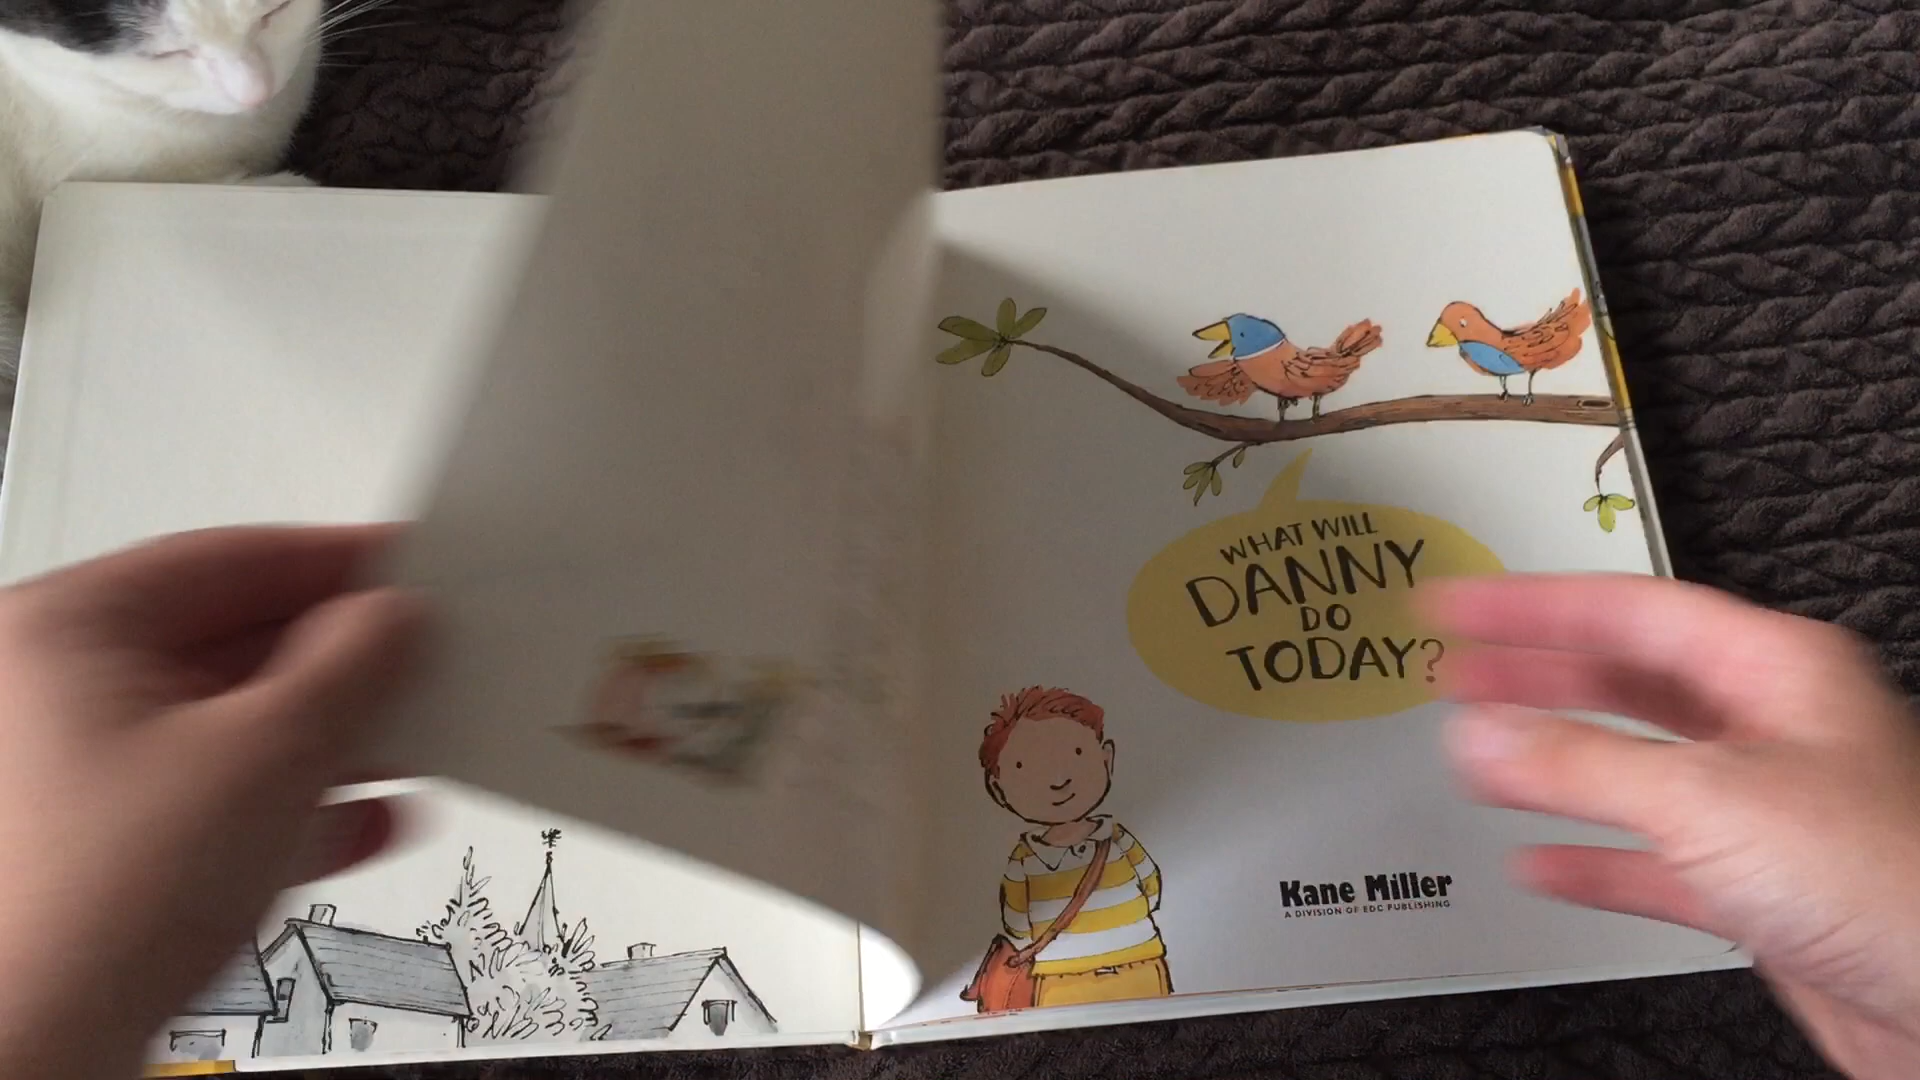 WHAT WILL
DANNY
DO
TODAY?
Kane Miller
A DIVISION OF EDC PUBLISHING